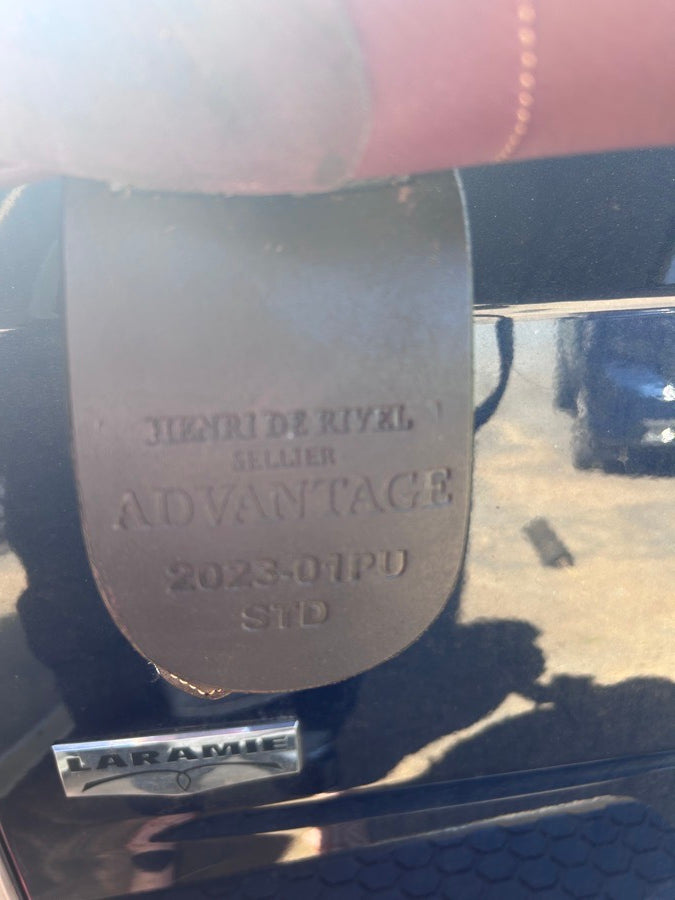 HENRI DE RIVEL
SELLIER
ADVANTAGE
2023-01PU
STD
LARAMIE